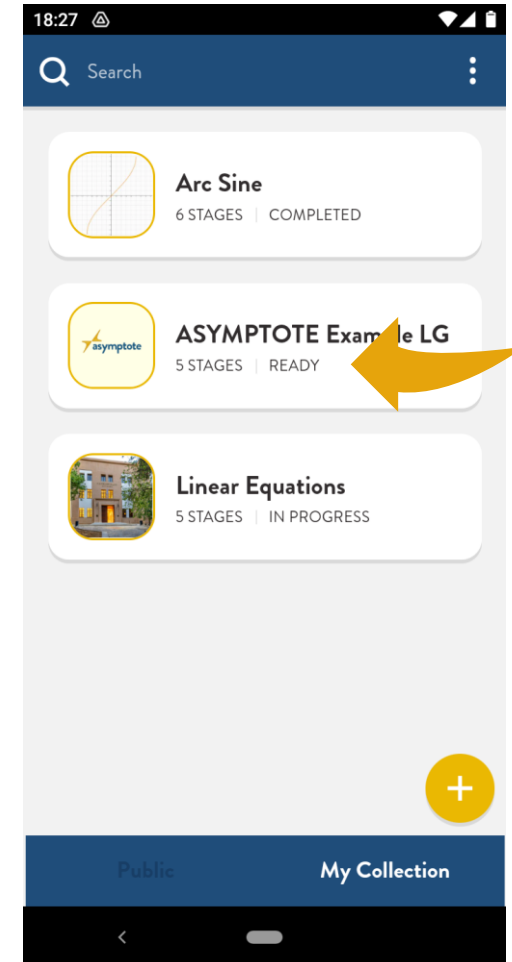 18:27
Search
Arc Sine
6 STAGES | COMPLETED
asymptote
ASYMPTOTE Exam le LG
5 STAGES | READY
Linear Equations
5 STAGES | IN PROGRESS
+
Public
My Collection